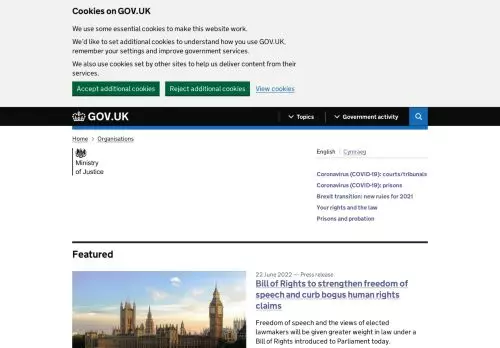 Cookies on GOV.UK
We use some essential cookies to make this website work.
We'd like to set additional cookies to understand how you use GOV.UK,
remember your settings and improve government services.
We also use cookies set by other sites to help us deliver content from their
services.
Accept additional cookies
Reject additional cookies
View cookies
GOV.UK
Topics
Government activity
Home > Organisations
English | Cymraeg
Ministry
of Justice
Coronavirus (COVID-19): courts/tribunals
Coronavirus (COVID-19): prisons
Brexit transition: new rules for 2021
Your rights and the law
Prisons and probation
Featured
22 June 2022 — Press release
Bill of Rights to strengthen freedom of
speech and curb bogus human rights
claims
Freedom of speech and the views of elected
lawmakers will be given greater weight in law under
a Bill of Rights introduced to Parliament today.